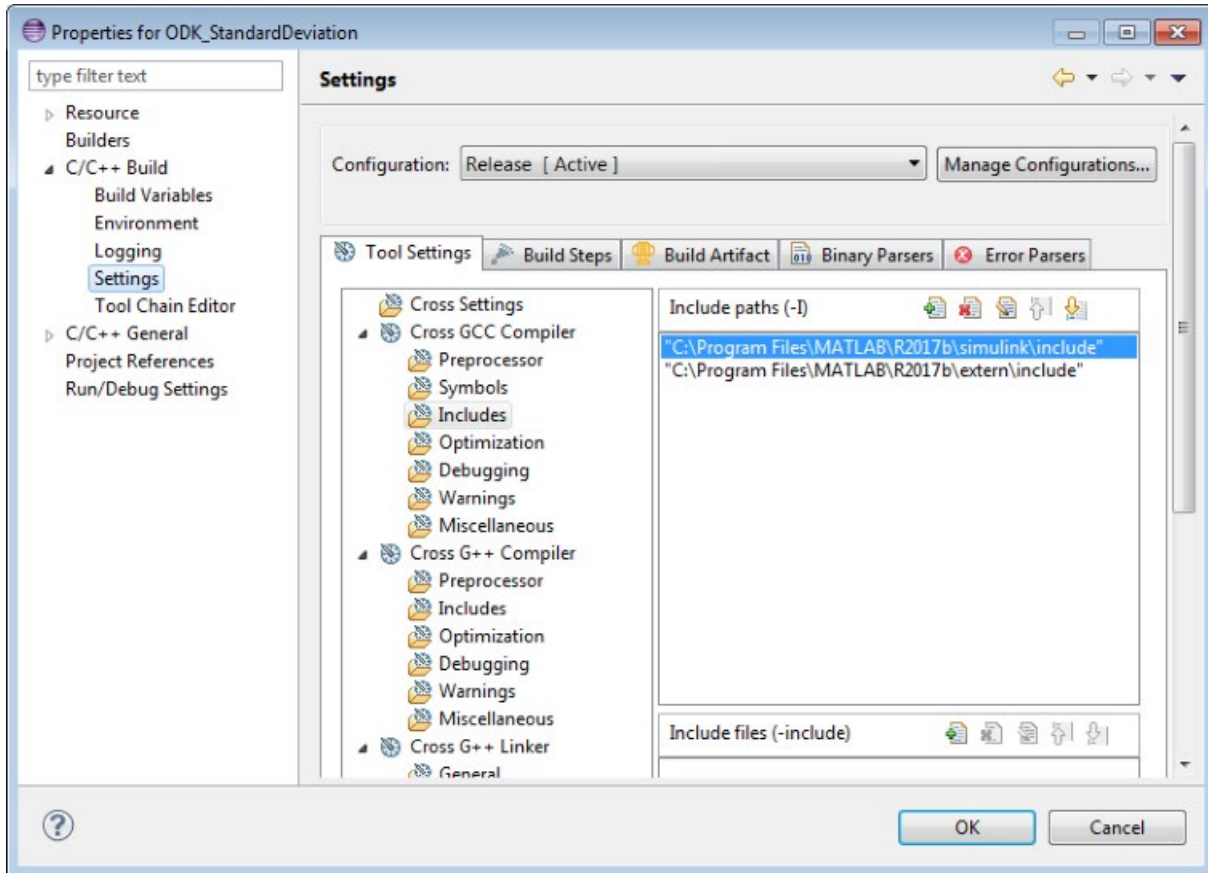 Properties for ODK_StandardDeviation
type filter text
Resource
Builders
C/C++ Build
Build Variables
Environment
Logging
Settings
Tool Chain Editor
C/C++ General
Project References
Run/Debug Settings
Settings
Configuration: Release [ Active ] Manage Configurations...
Tool Settings Build Steps Build Artifact Binary Parsers Error Parsers
Cross Settings
Cross GCC Compiler
Preprocessor
Symbols
Includes
Optimization
Debugging
Warnings
Miscellaneous
Cross G++ Compiler
Preprocessor
Includes
Optimization
Debugging
Warnings
Miscellaneous
Cross G++ Linker
General
Include paths (-I)
"C:\Program Files\MATLAB\R2017b\simulink\include"
"C:\Program Files\MATLAB\R2017b\extern\include"
Include files (-include)
OK Cancel